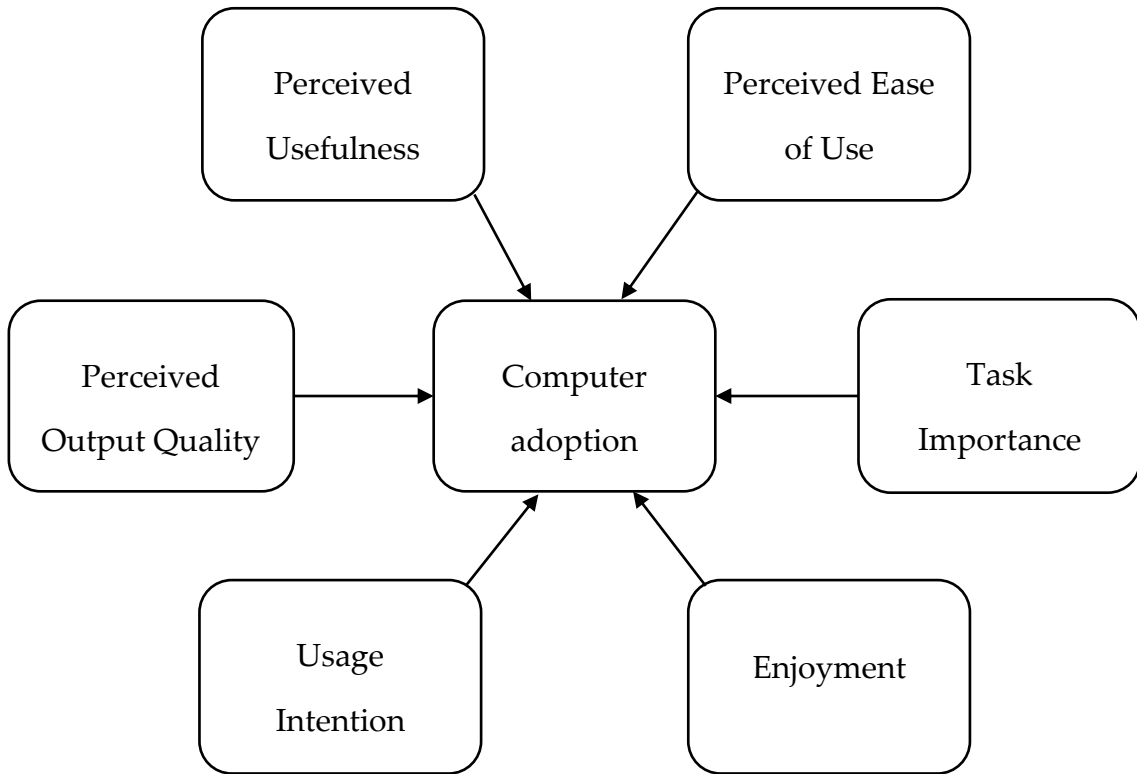 Perceived
Usefulness
Perceived Ease
of Use
Perceived
Output Quality
Computer
adoption
Task
Importance
Usage
Intention
Enjoyment